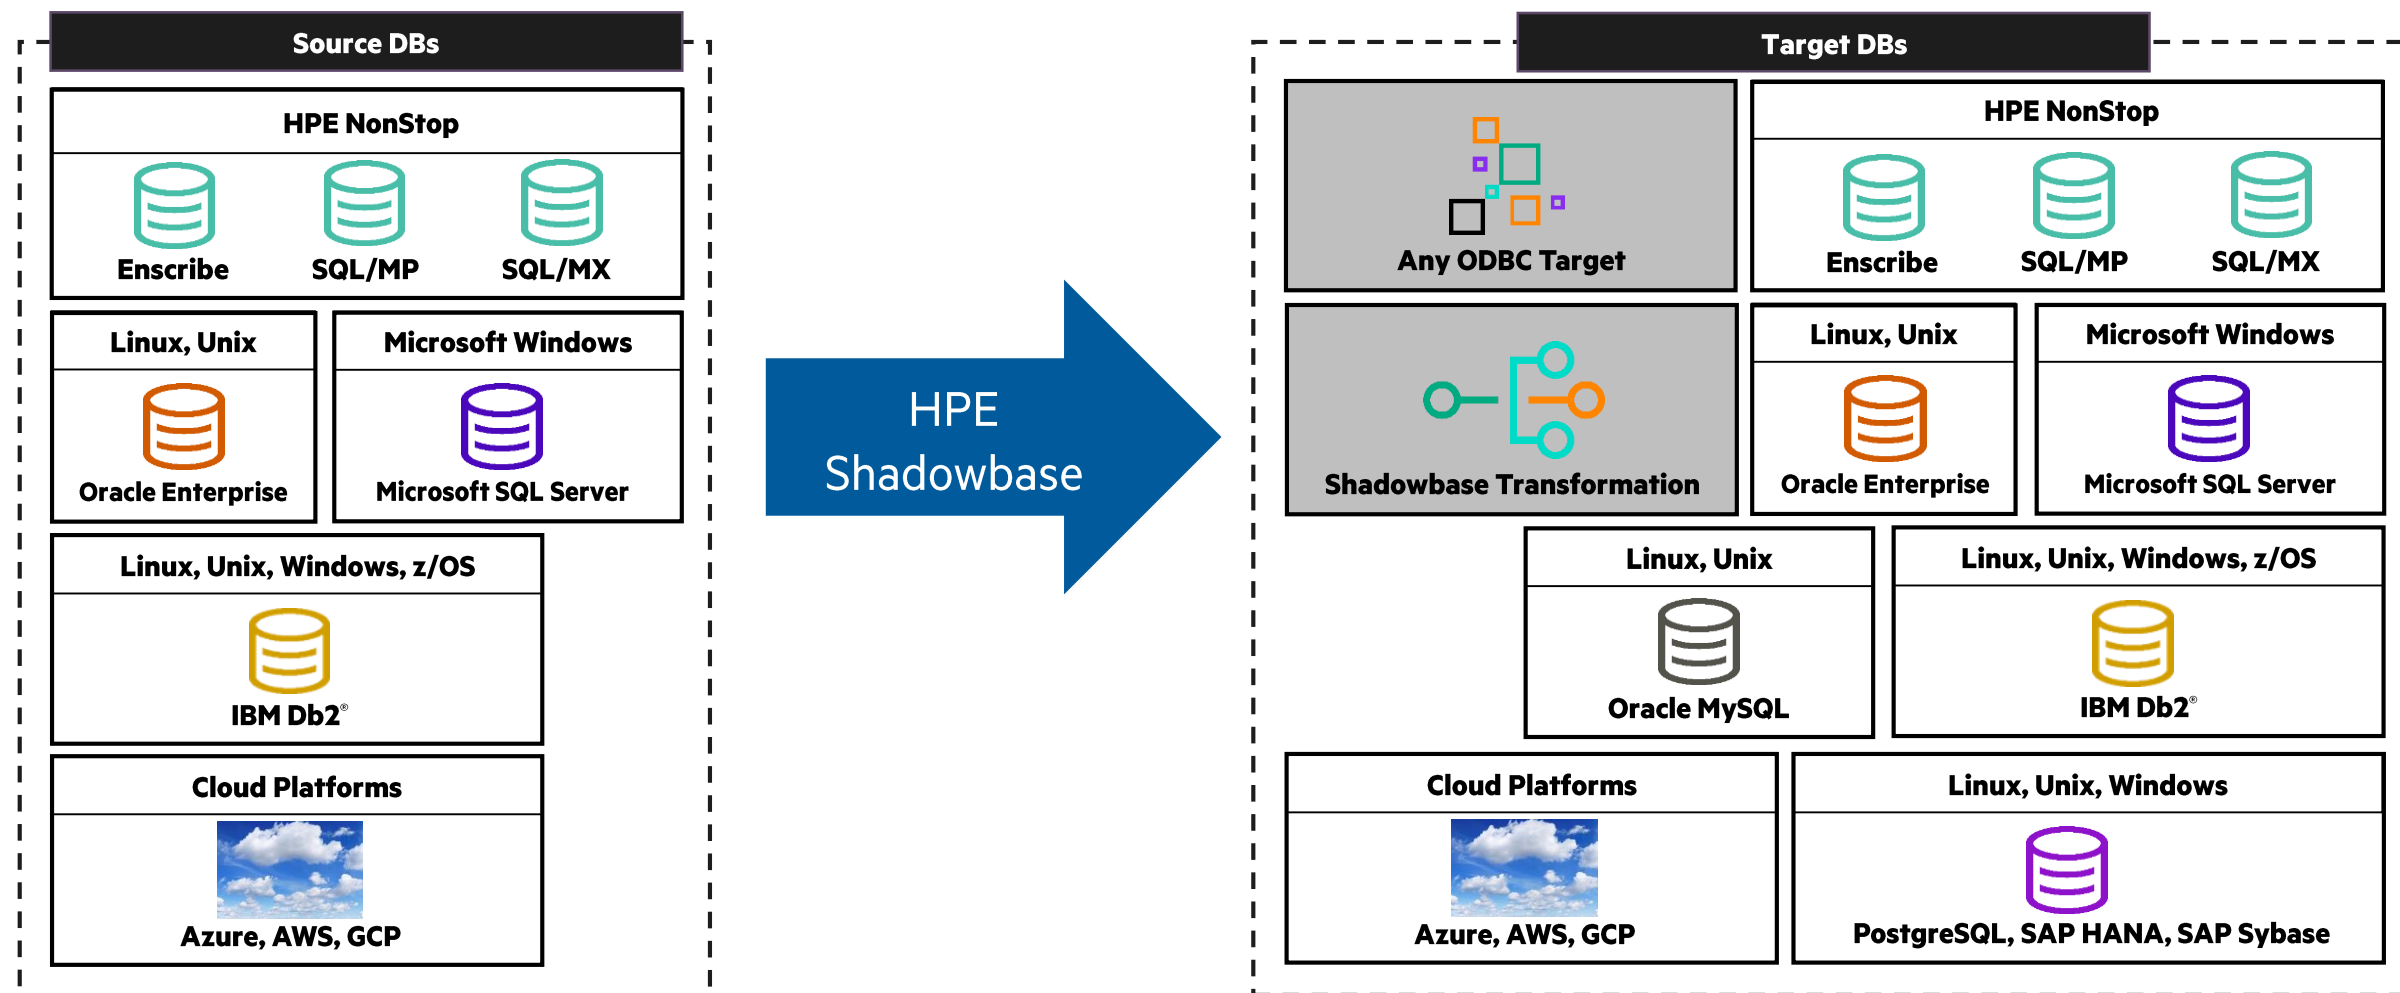 Source DBs
HPE NonStop
Enscribe
SQL/MP
SQL/MX
Linux, Unix
Oracle Enterprise
Microsoft Windows
Microsoft SQL Server
Linux, Unix, Windows, z/OS
IBM Db2®
Cloud Platforms
Azure, AWS, GCP
HPE
Shadowbase
Target DBs
Any ODBC Target
HPE NonStop
Enscribe
SQL/MP
SQL/MX
Shadowbase Transformation
Linux, Unix
Oracle Enterprise
Microsoft Windows
Microsoft SQL Server
Linux, Unix
Oracle MySQL
Linux, Unix, Windows, z/OS
IBM Db2®
Cloud Platforms
Azure, AWS, GCP
Linux, Unix, Windows
PostgreSQL, SAP HANA, SAP Sybase